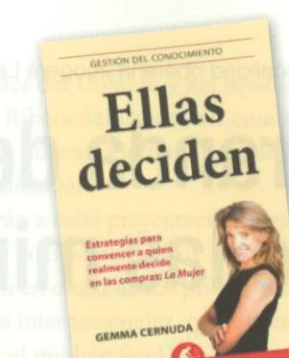 GESTIÓN DEL CONOCIMIENTO
Ellas
deciden
Estrategias para
convencer a quien
realmente decide
en las compras: La Mujer
GEMMA CERNUDA